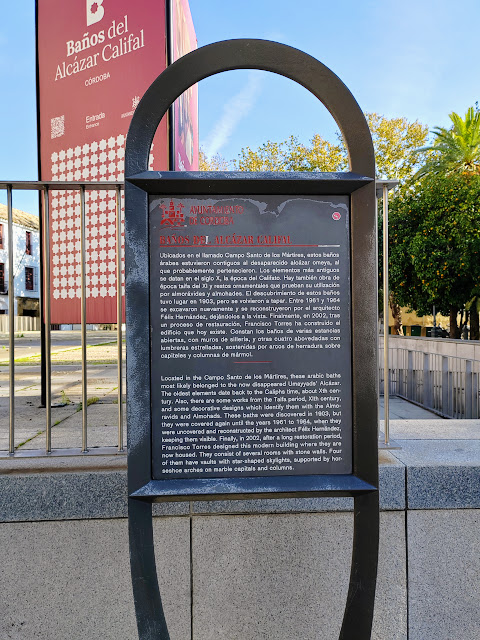 B
Baños del
Alcázar Califal
CÓRDOBA
Entrada
Entrance
AYUNTAMIENTO
DE CÓRDOBA
BAÑOS DEL ALCÁZAR CALIFAL
Ubicados en el llamado Campo Santo de los Mártires, estos baños
árabes estuvieron contiguos al desaparecido alcázar omeya, al
que probablemente pertenecieron. Los elementos más antiguos
se datan en el siglo X, la época del Califato. Hay también obra de
época taifa del XI y restos ornamentales que prueban su utilización
por almorávides y almohades. El descubrimiento de estos baños
tuvo lugar en 1903, pero se volvieron a tapar. Entre 1961 y 1964
se excavaron nuevamente y se reconstruyeron por el arquitecto
Félix Hernández, dejándolos a la vista. Finalmente, en 2002, tras
un proceso de restauración, Francisco Torres ha construido el
edificio que hoy existe. Constan los baños de varias estancias
abiertas, con muros de sillería, y otras cuatro abovedadas con
lumbreras estrelladas, sostenidas por arcos de herradura sobre
capiteles y columnas de mármol.
Located in the Campo Santo de los Mártires, these arabic baths
most likely belonged to the now disappeared Umayyads' Alcázar.
The oldest elements date back to the Caliphs time, about Xth cen-
tury. Also, there are some works from the Taifa period, XIth century,
and some decorative designs which identify them with the Almo-
ravids and Almohads. These baths were discovered in 1903, but
they were covered again until the years 1961 to 1964, when they
were uncovered and reconstructed by the architect Félix Hernández,
keeping them visible. Finally, in 2002, after a long restoration period,
Francisco Torres designed this modern building where they are
now housed. They consist of several rooms with stone walls. Four
of them have vaults with star-shaped skylights, supported by hor-
seshoe arches on marble capitals and columns.